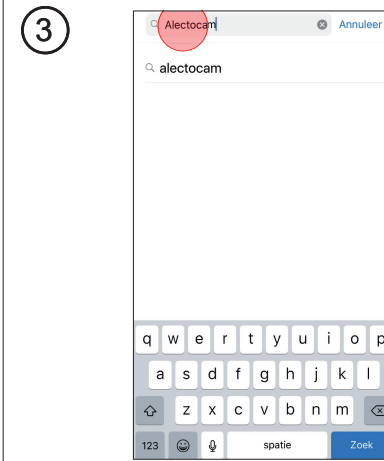 3
Alectocam
Annuleer
alectocam
q w e r t y u i o p
a s d f g h j k l
z x c v b n m
123 spatie Zoek